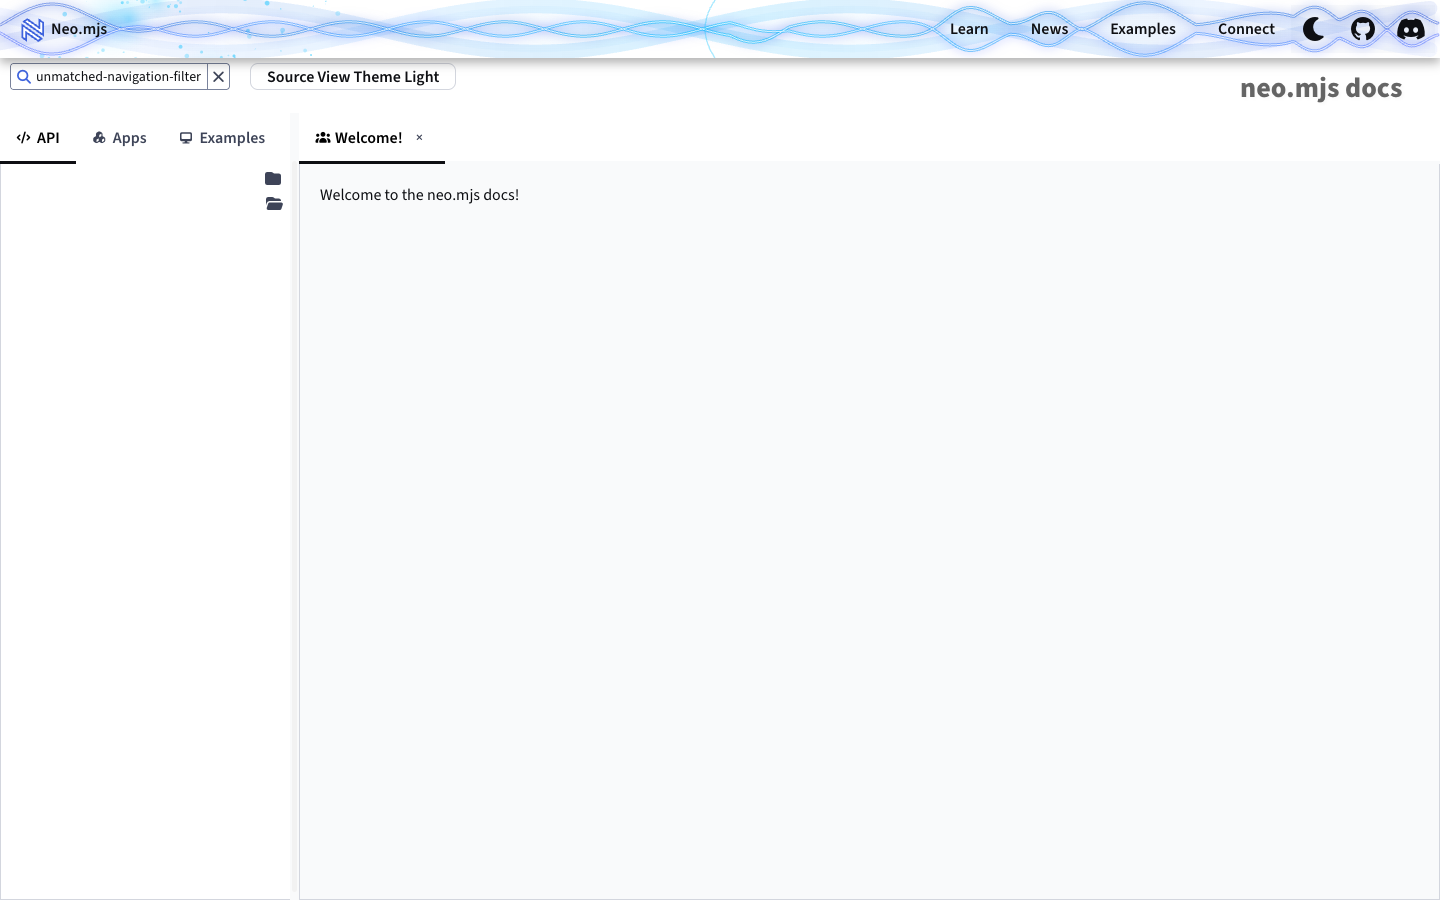 Neo.mjs
Learn
News
Examples
Connect
unmatched-navigation-filter
Source View Theme Light
neo.mjs docs
API
Apps
Examples
Welcome!
Welcome to the neo.mjs docs!